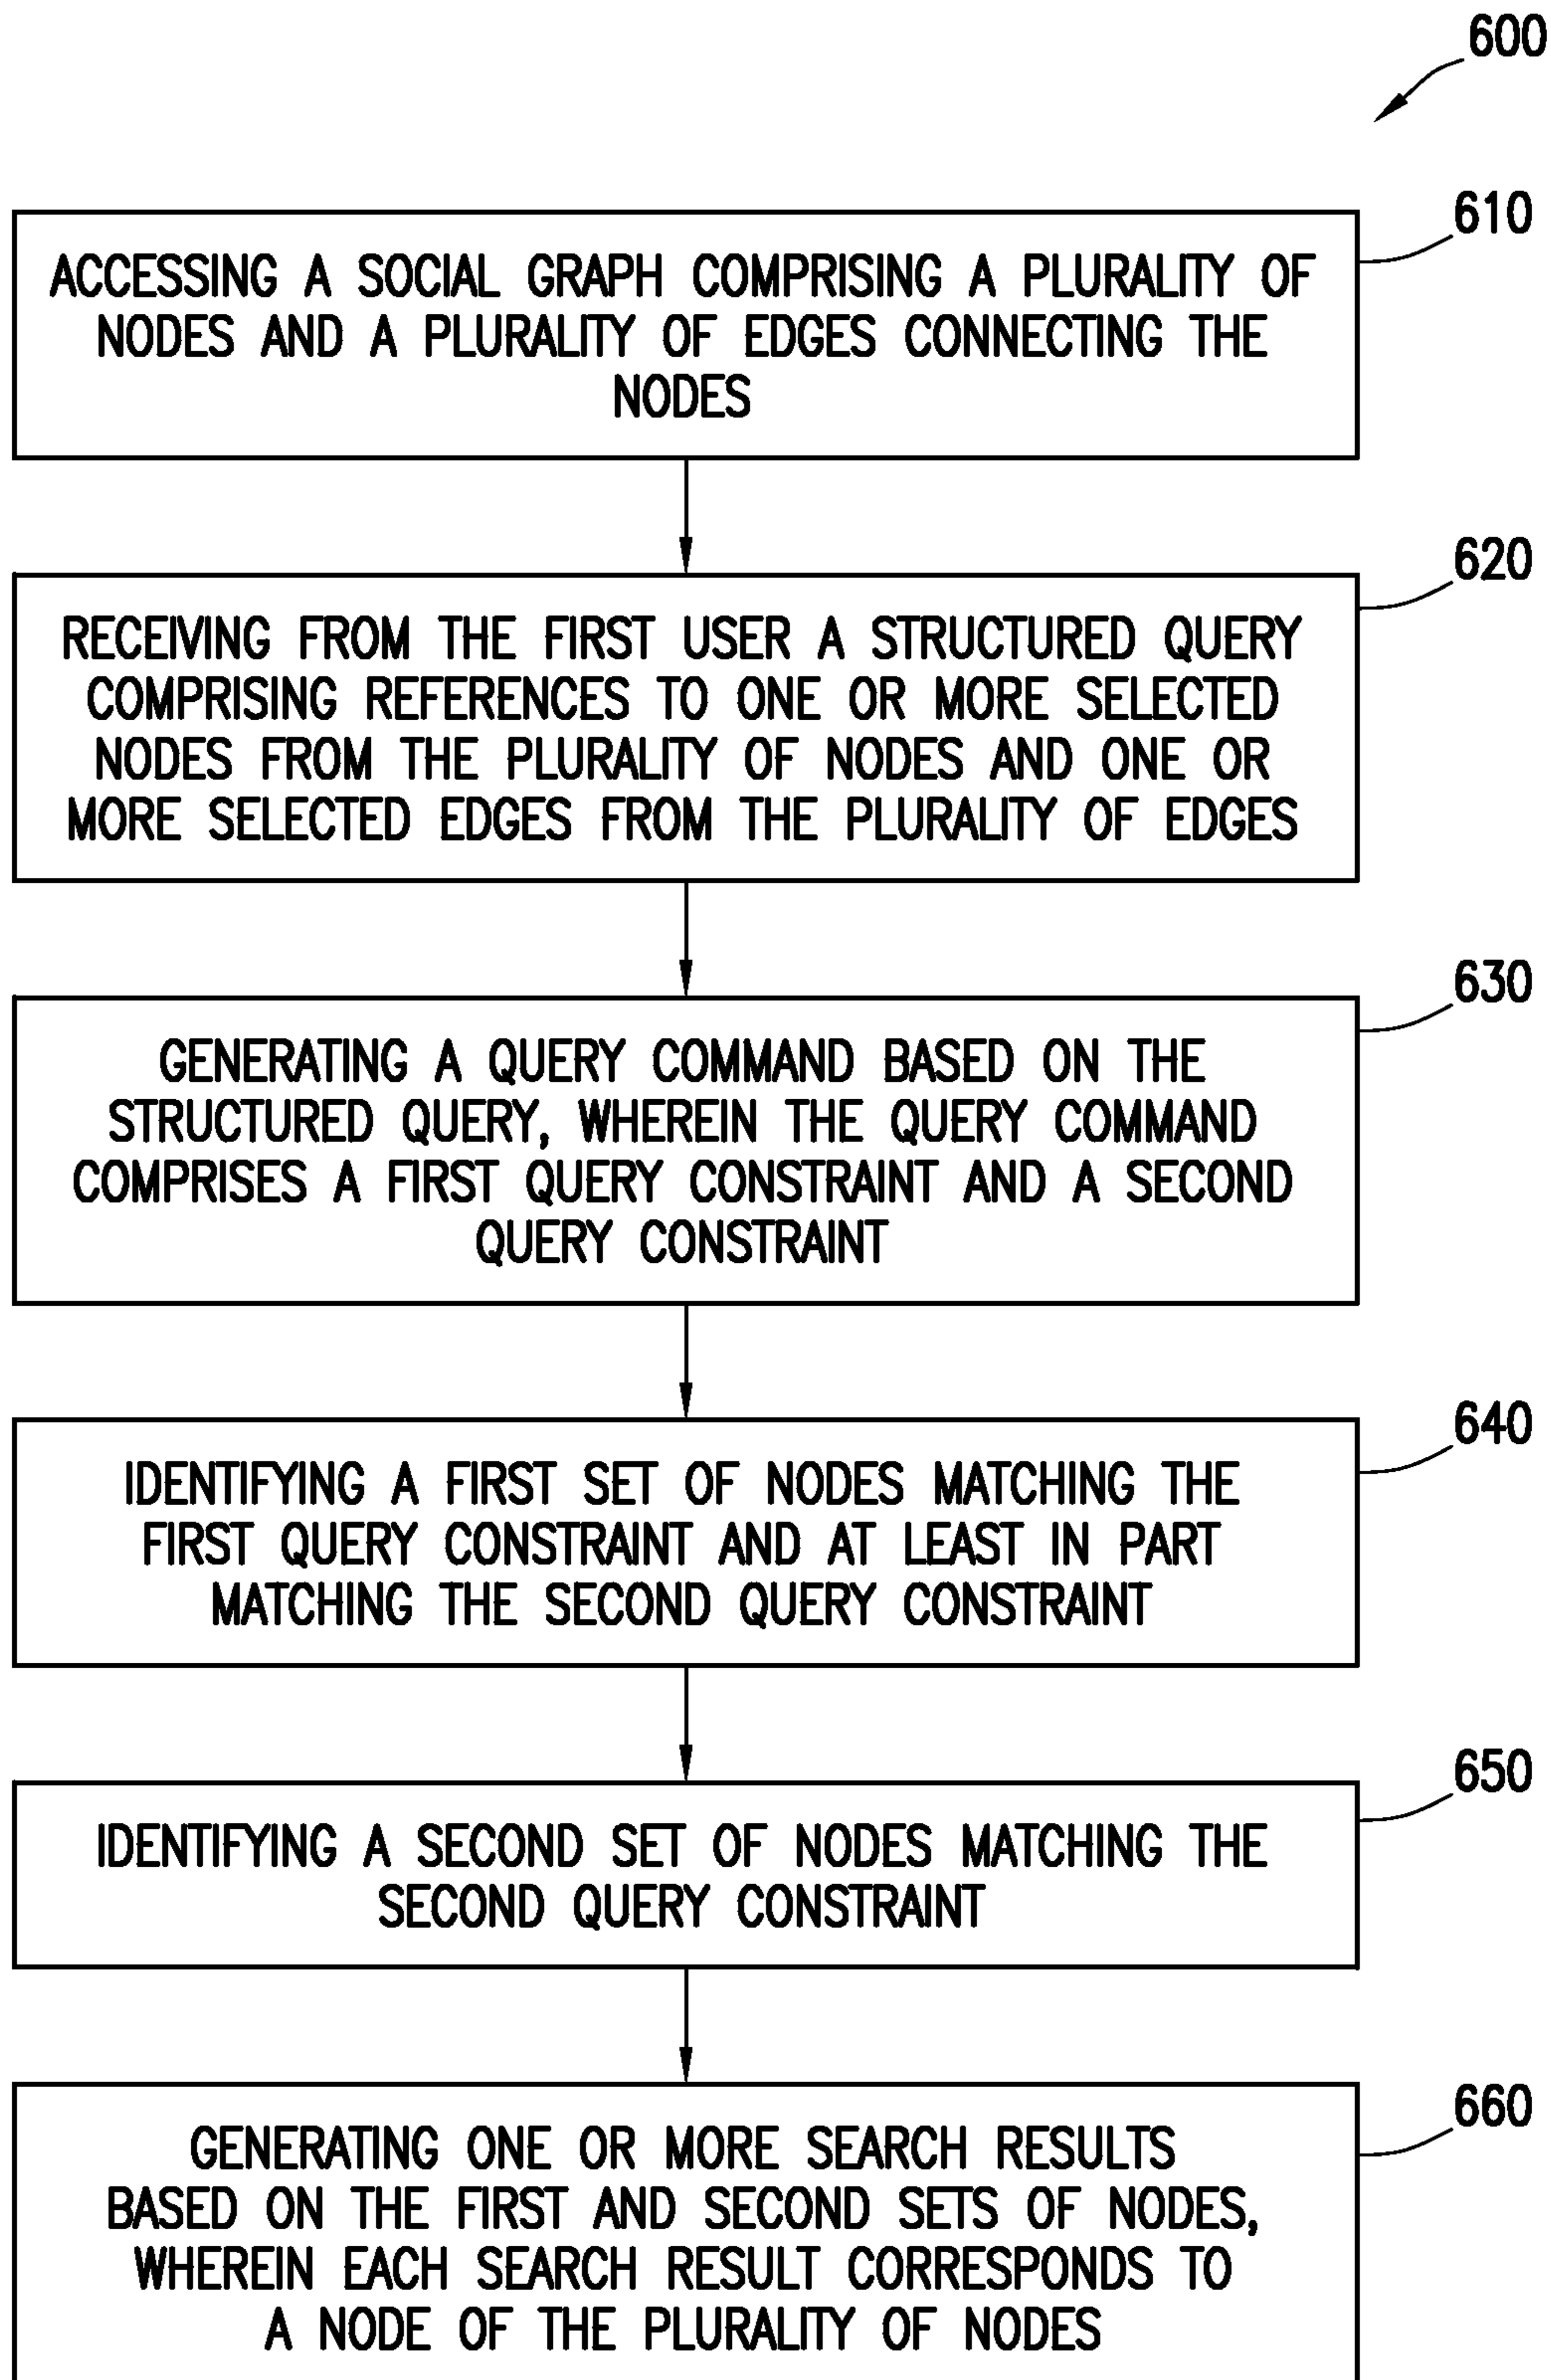 600
610
ACCESSING A SOCIAL GRAPH COMPRISING A PLURALITY OF
NODES AND A PLURALITY OF EDGES CONNECTING THE
NODES
620
RECEIVING FROM THE FIRST USER A STRUCTURED QUERY
COMPRISING REFERENCES TO ONE OR MORE SELECTED
NODES FROM THE PLURALITY OF NODES AND ONE OR
MORE SELECTED EDGES FROM THE PLURALITY OF EDGES
630
GENERATING A QUERY COMMAND BASED ON THE
STRUCTURED QUERY, WHEREIN THE QUERY COMMAND
COMPRISES A FIRST QUERY CONSTRAINT AND A SECOND
QUERY CONSTRAINT
640
IDENTIFYING A FIRST SET OF NODES MATCHING THE
FIRST QUERY CONSTRAINT AND AT LEAST IN PART
MATCHING THE SECOND QUERY CONSTRAINT
650
IDENTIFYING A SECOND SET OF NODES MATCHING THE
SECOND QUERY CONSTRAINT
660
GENERATING ONE OR MORE SEARCH RESULTS
BASED ON THE FIRST AND SECOND SETS OF NODES,
WHEREIN EACH SEARCH RESULT CORRESPONDS TO
A NODE OF THE PLURALITY OF NODES